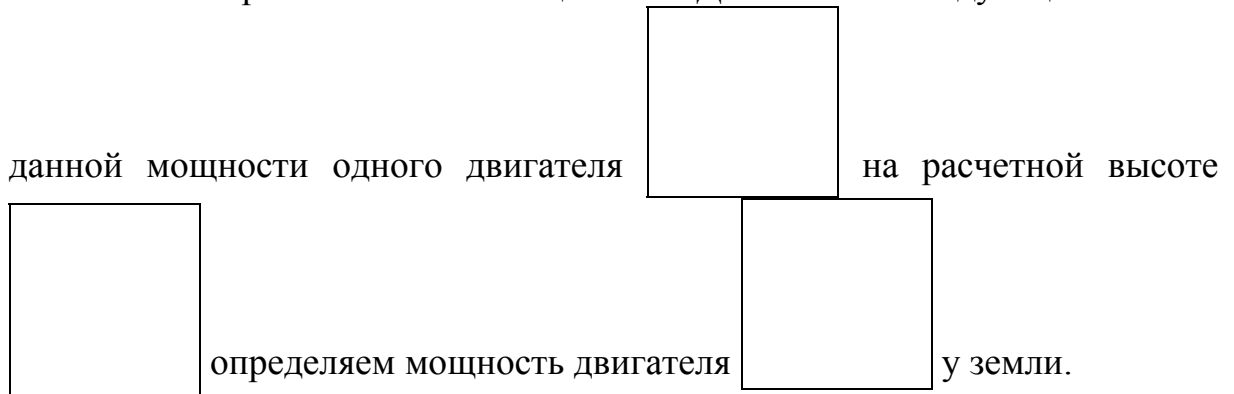 данной мощности одного двигателя на расчетной высоте
определяем мощность двигателя у земли.